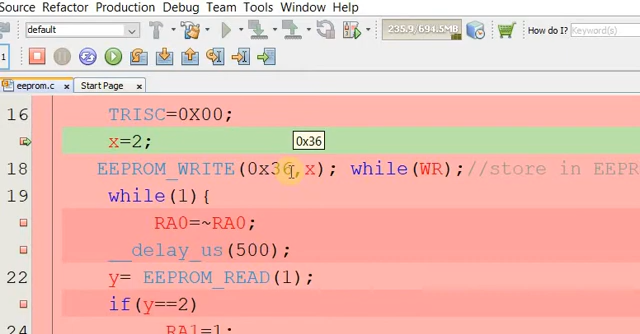 Source Refactor Production Debug Team Tools Window Help
default
235.9 / 694.5MB
How do I?
Keyword(s)
eeprom.c x Start Page x
16 TRISC=0X00;
x=2;
0x36
18 EEPROM_WRITE(0x36,x); while(WR);//store in EEPR
19 while(1){
RA0=~RA0;
__delay_us(500);
22 y= EEPROM_READ(1);
if(y==2)
24 RA1=1;